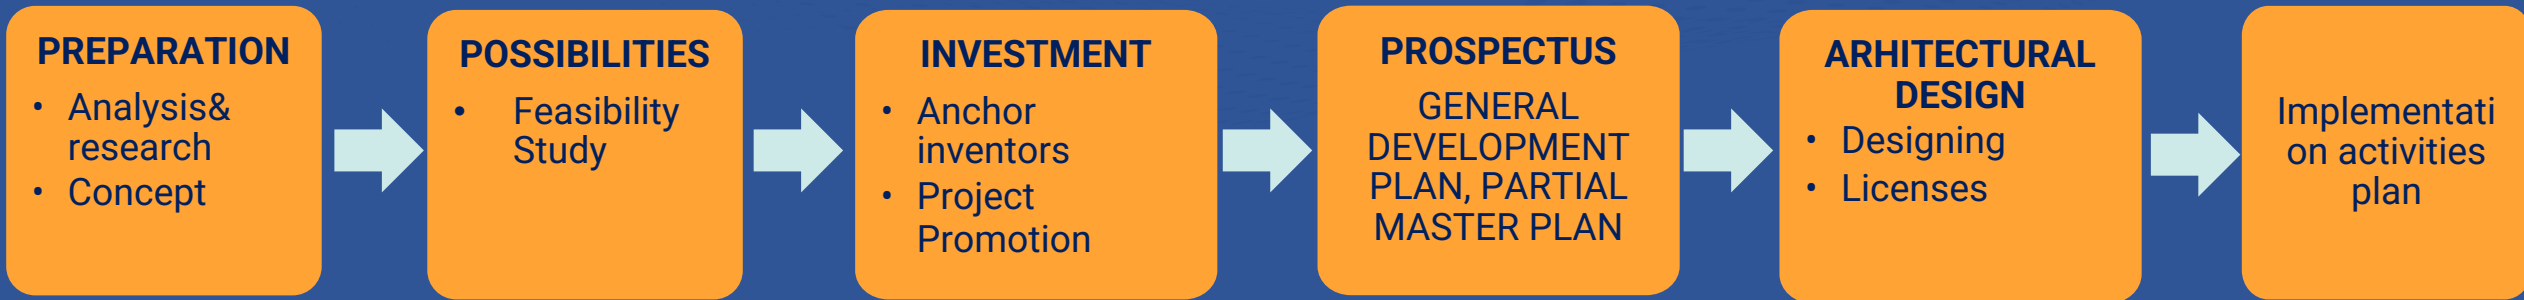 PREPARATION
• Analysis&
research
• Concept
POSSIBILITIES
• Feasibility
Study
INVESTMENT
• Anchor
inventors
• Project
Promotion
PROSPECTUS
GENERAL
DEVELOPMENT
PLAN, PARTIAL
MASTER PLAN
ARHITECTURAL
DESIGN
• Designing
• Licenses
Implementati
on activities
plan